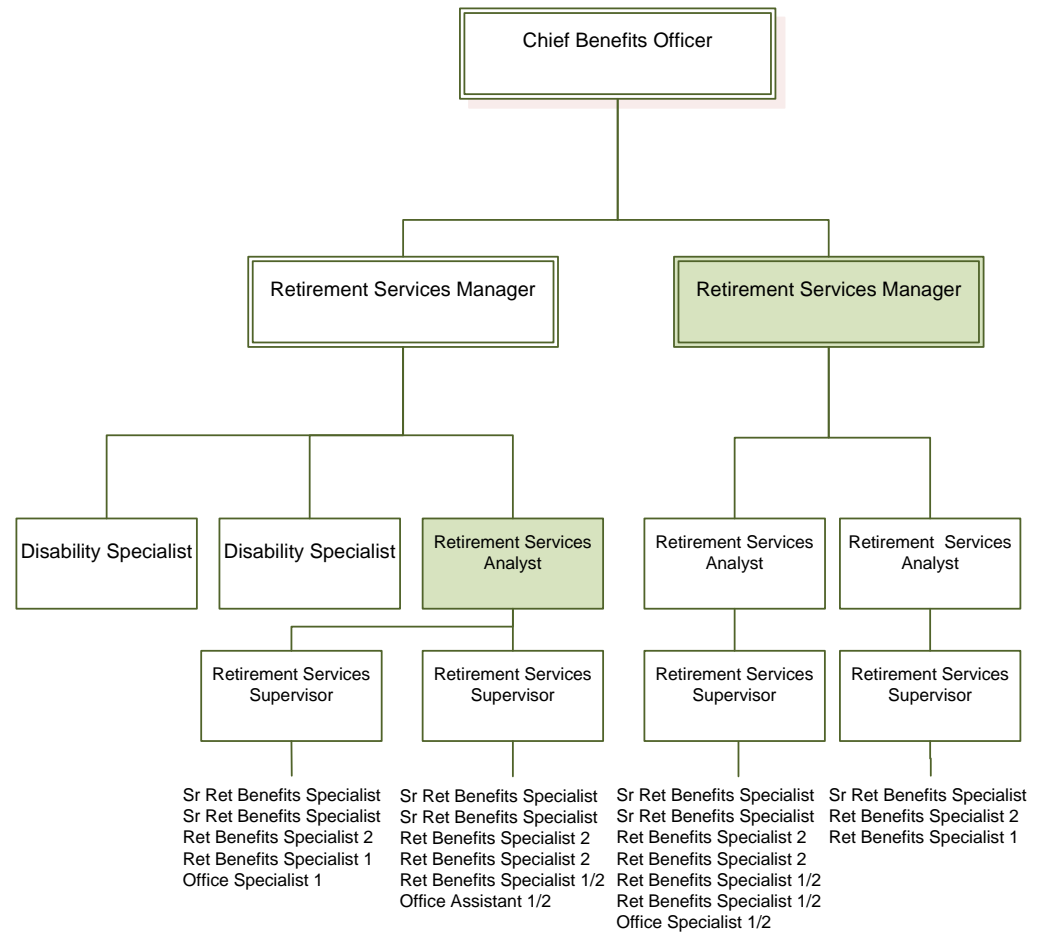 Chief Benefits Officer
Retirement Services Manager
Retirement Services Manager
Disability Specialist
Disability Specialist
Retirement Services
Analyst
Retirement Services
Analyst
Retirement  Services
Analyst
Retirement Services
Supervisor
Retirement Services
Supervisor
Retirement Services
Supervisor
Retirement Services
Supervisor
Sr Ret Benefits Specialist
Sr Ret Benefits Specialist
Ret Benefits Specialist 2
Ret Benefits Specialist 1
Office Specialist 1
Sr Ret Benefits Specialist
Sr Ret Benefits Specialist
Ret Benefits Specialist 2
Ret Benefits Specialist 2
Ret Benefits Specialist 1/2
Office Assistant 1/2
Sr Ret Benefits Specialist
Sr Ret Benefits Specialist
Ret Benefits Specialist 2
Ret Benefits Specialist 2
Ret Benefits Specialist 1/2
Ret Benefits Specialist 1/2
Office Specialist 1/2
Sr Ret Benefits Specialist
Ret Benefits Specialist 2
Ret Benefits Specialist 1